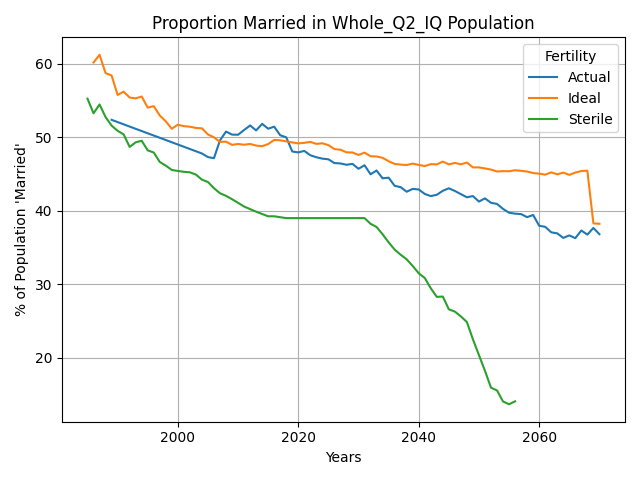 Proportion Married in Whole_Q2_IQ Population
Fertility
Actual
Ideal
Sterile
% of Population 'Married'
60
50
40
30
20
2000
2020
2040
2060
Years